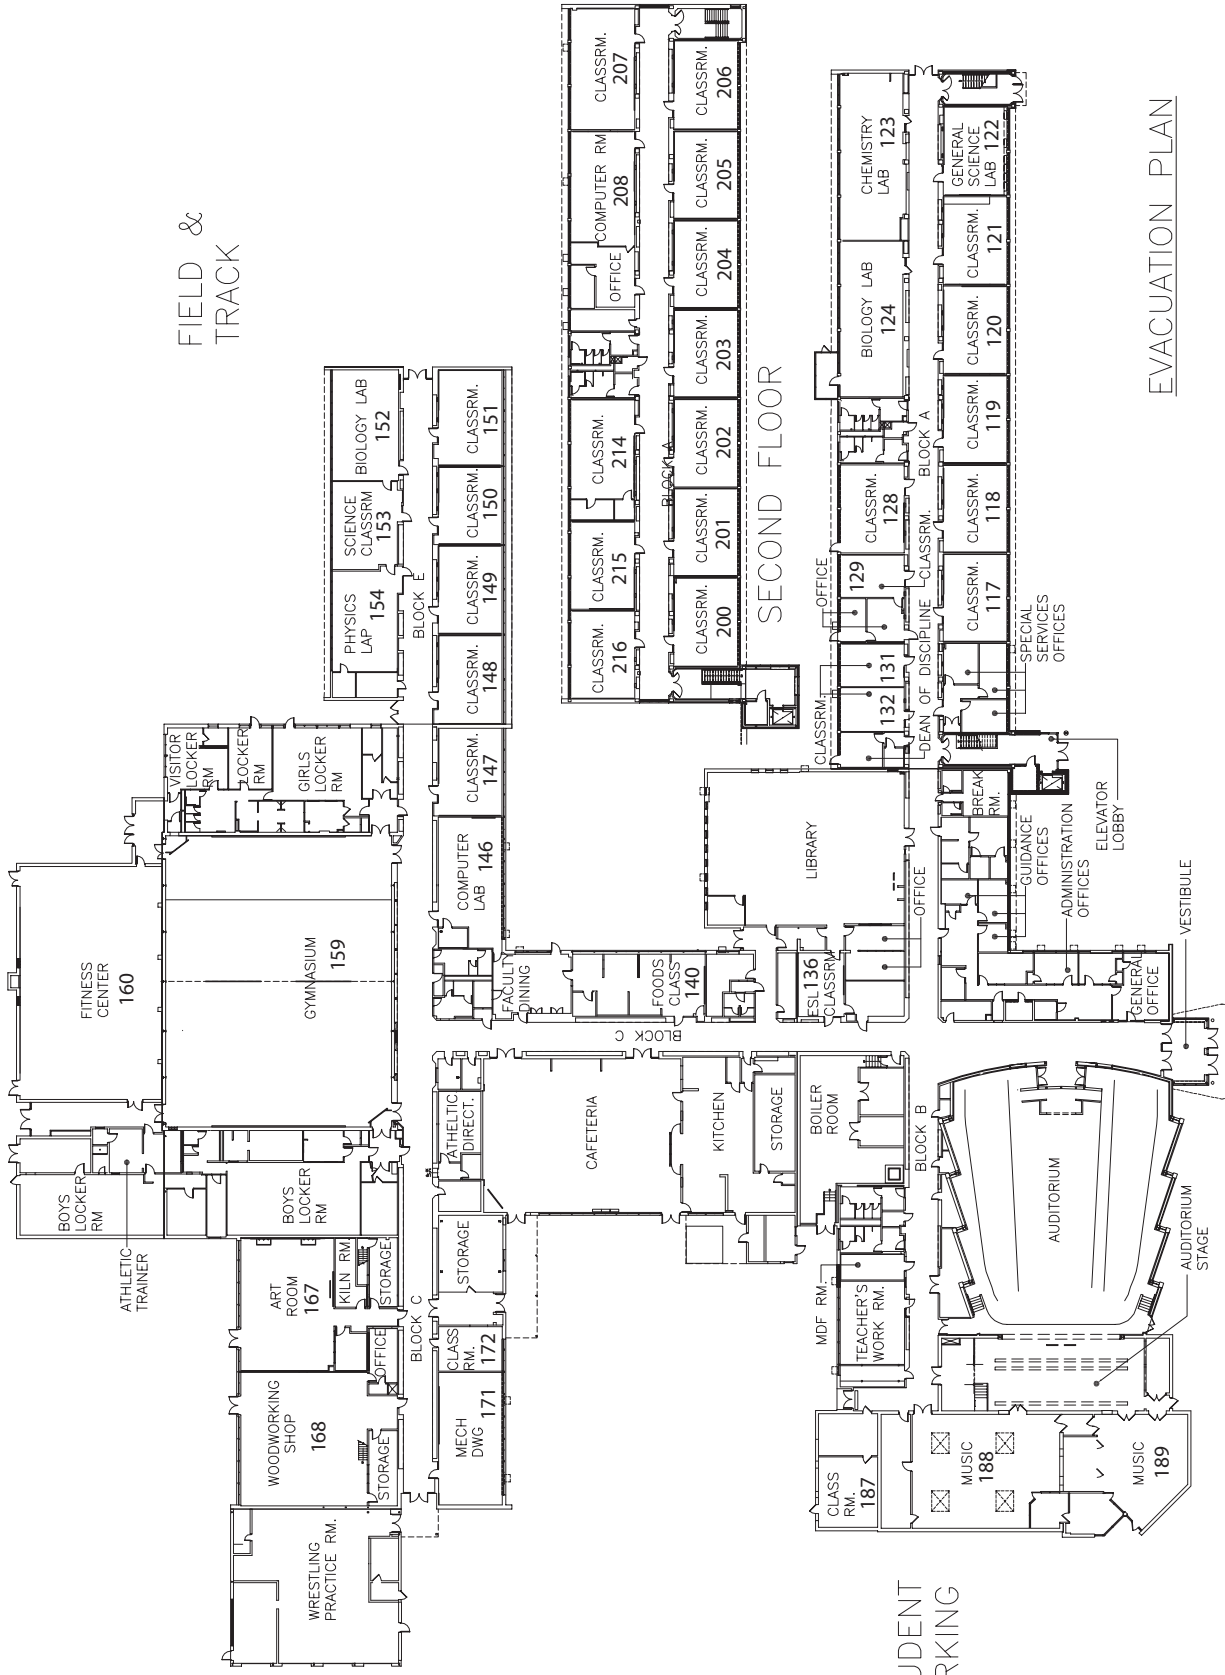 FIELD &
TRACK
FITNESS
CENTER
160
VISITOR
LOCKER
RM
LOCKER
RM
GIRLS
LOCKER
RM
GYMNASIUM
159
BOYS
LOCKER
RM
ATHLETIC
TRAINER
BOYS
LOCKER
RM
ART
ROOM
167
KILN RM.
STORAGE
OFFICE
WOODWORKING
SHOP
168
STORAGE
WRESTLING
PRACTICE RM.
BLOCK C
PHYSICS
LAP 154
SCIENCE
CLASSRM
153
BIOLOGY LAB
152
BLOCK E
CLASSRM.
147
CLASSRM.
148
CLASSRM.
149
CLASSRM.
150
CLASSRM.
151
COMPUTER
LAB 146
MECH
DWG 171
CLASS
RM. 172
STORAGE
ATHELTIC
DIRECT.
CAFETERIA
KITCHEN
STORAGE
BOILER
ROOM
FACULTY
DINING
FOODS
CLASS
140
BLOCK C
ESL 136
CLASSRM
LIBRARY
OFFICE
CLASSRM.
216
CLASSRM.
215
CLASSRM.
214
OFFICE
COMPUTER RM
208
CLASSRM.
207
BLOCK A
CLASSRM.
200
CLASSRM.
201
CLASSRM.
202
CLASSRM.
203
CLASSRM.
204
CLASSRM.
205
CLASSRM.
206
SECOND FLOOR
CLASSRM.
OFFICE
132
131
129
CLASSRM.
128
BIOLOGY LAB
124
CHEMISTRY
LAB 123
DEAN OF DISCIPLINE
CLASSRM.
BLOCK A
CLASSRM.
117
CLASSRM.
118
CLASSRM.
119
CLASSRM.
120
CLASSRM.
121
GENERAL
SCIENCE
LAB 122
SPECIAL
SERVICES
OFFICES
BREAK
RM.
GUIDANCE
OFFICES
ADMINISTRATION
OFFICES
ELEVATOR
LOBBY
GENERAL
OFFICE
VESTIBULE
MDF RM.
TEACHER'S
WORK RM.
BLOCK B
AUDITORIUM
AUDITORIUM
STAGE
CLASS
RM. 187
MUSIC
188
MUSIC
189
UDENT
RKING
EVACUATION PLAN